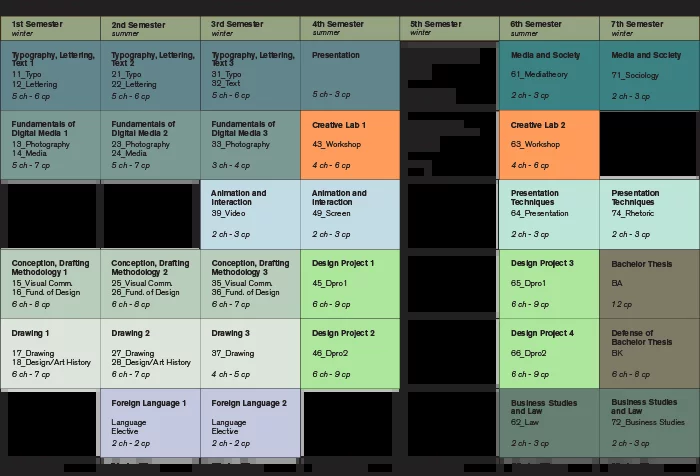 1st Semester
winter
2nd Semester
summer
3rd Semester
winter
4th Semester
summer
5th Semester
winter
6th Semester
summer
7th Semester
winter
Typography, Lettering,
Text 1
11_Typo
12_Lettering
5 ch - 6 cp
Typography, Lettering,
Text 2
21_Typo
22_Lettering
5 ch - 6 cp
Typography, Lettering,
Text 3
31_Typo
32_Text
5 ch - 6 cp
Presentation
5 ch - 3 cp
Media and Society
61_Mediatheory
2 ch - 3 cp
Media and Society
71_Sociology
2 ch - 3 cp
Fundamentals of
Digital Media 1
13_Photography
14_Media
5 ch - 7 cp
Fundamentals of
Digital Media 2
23_Photography
24_Media
5 ch - 7 cp
Fundamentals of
Digital Media 3
33_Photography
3 ch - 4 cp
Creative Lab 1
43_Workshop
4 ch - 6 cp
Creative Lab 2
63_Workshop
4 ch - 6 cp
Animation and
Interaction
39_Video
2 ch - 3 cp
Animation and
Interaction
49_Screen
2 ch - 3 cp
Presentation
Techniques
64_Presentation
2 ch - 3 cp
Presentation
Techniques
74_Rhetoric
2 ch - 3 cp
Conception, Drafting
Methodology 1
15_Visual Comm.
16_Fund. of Design
6 ch - 8 cp
Conception, Drafting
Methodology 2
25_Visual Comm.
26_Fund. of Design
6 ch - 8 cp
Conception, Drafting
Methodology 3
35_Visual Comm.
36_Fund. of Design
6 ch - 7 cp
Design Project 1
45_Dpro1
6 ch - 9 cp
Design Project 3
65_Dpro1
6 ch - 9 cp
Bachelor Thesis
BA
12 cp
Drawing 1
17_Drawing
18_Design/Art History
6 ch - 7 cp
Drawing 2
27_Drawing
28_Design/Art History
6 ch - 7 cp
Drawing 3
37_Drawing
4 ch - 5 cp
Design Project 2
46_Dpro2
6 ch - 9 cp
Design Project 4
66_Dpro2
6 ch - 9 cp
Defense of
Bachelor Thesis
BK
6 ch - 8 cp
Foreign Language 1
Language
Elective
2 ch - 2 cp
Foreign Language 2
Language
Elective
2 ch - 2 cp
Business Studies
and Law
62_Law
2 ch - 3 cp
Business Studies
and Law
72_Business Studies
2 ch - 3 cp